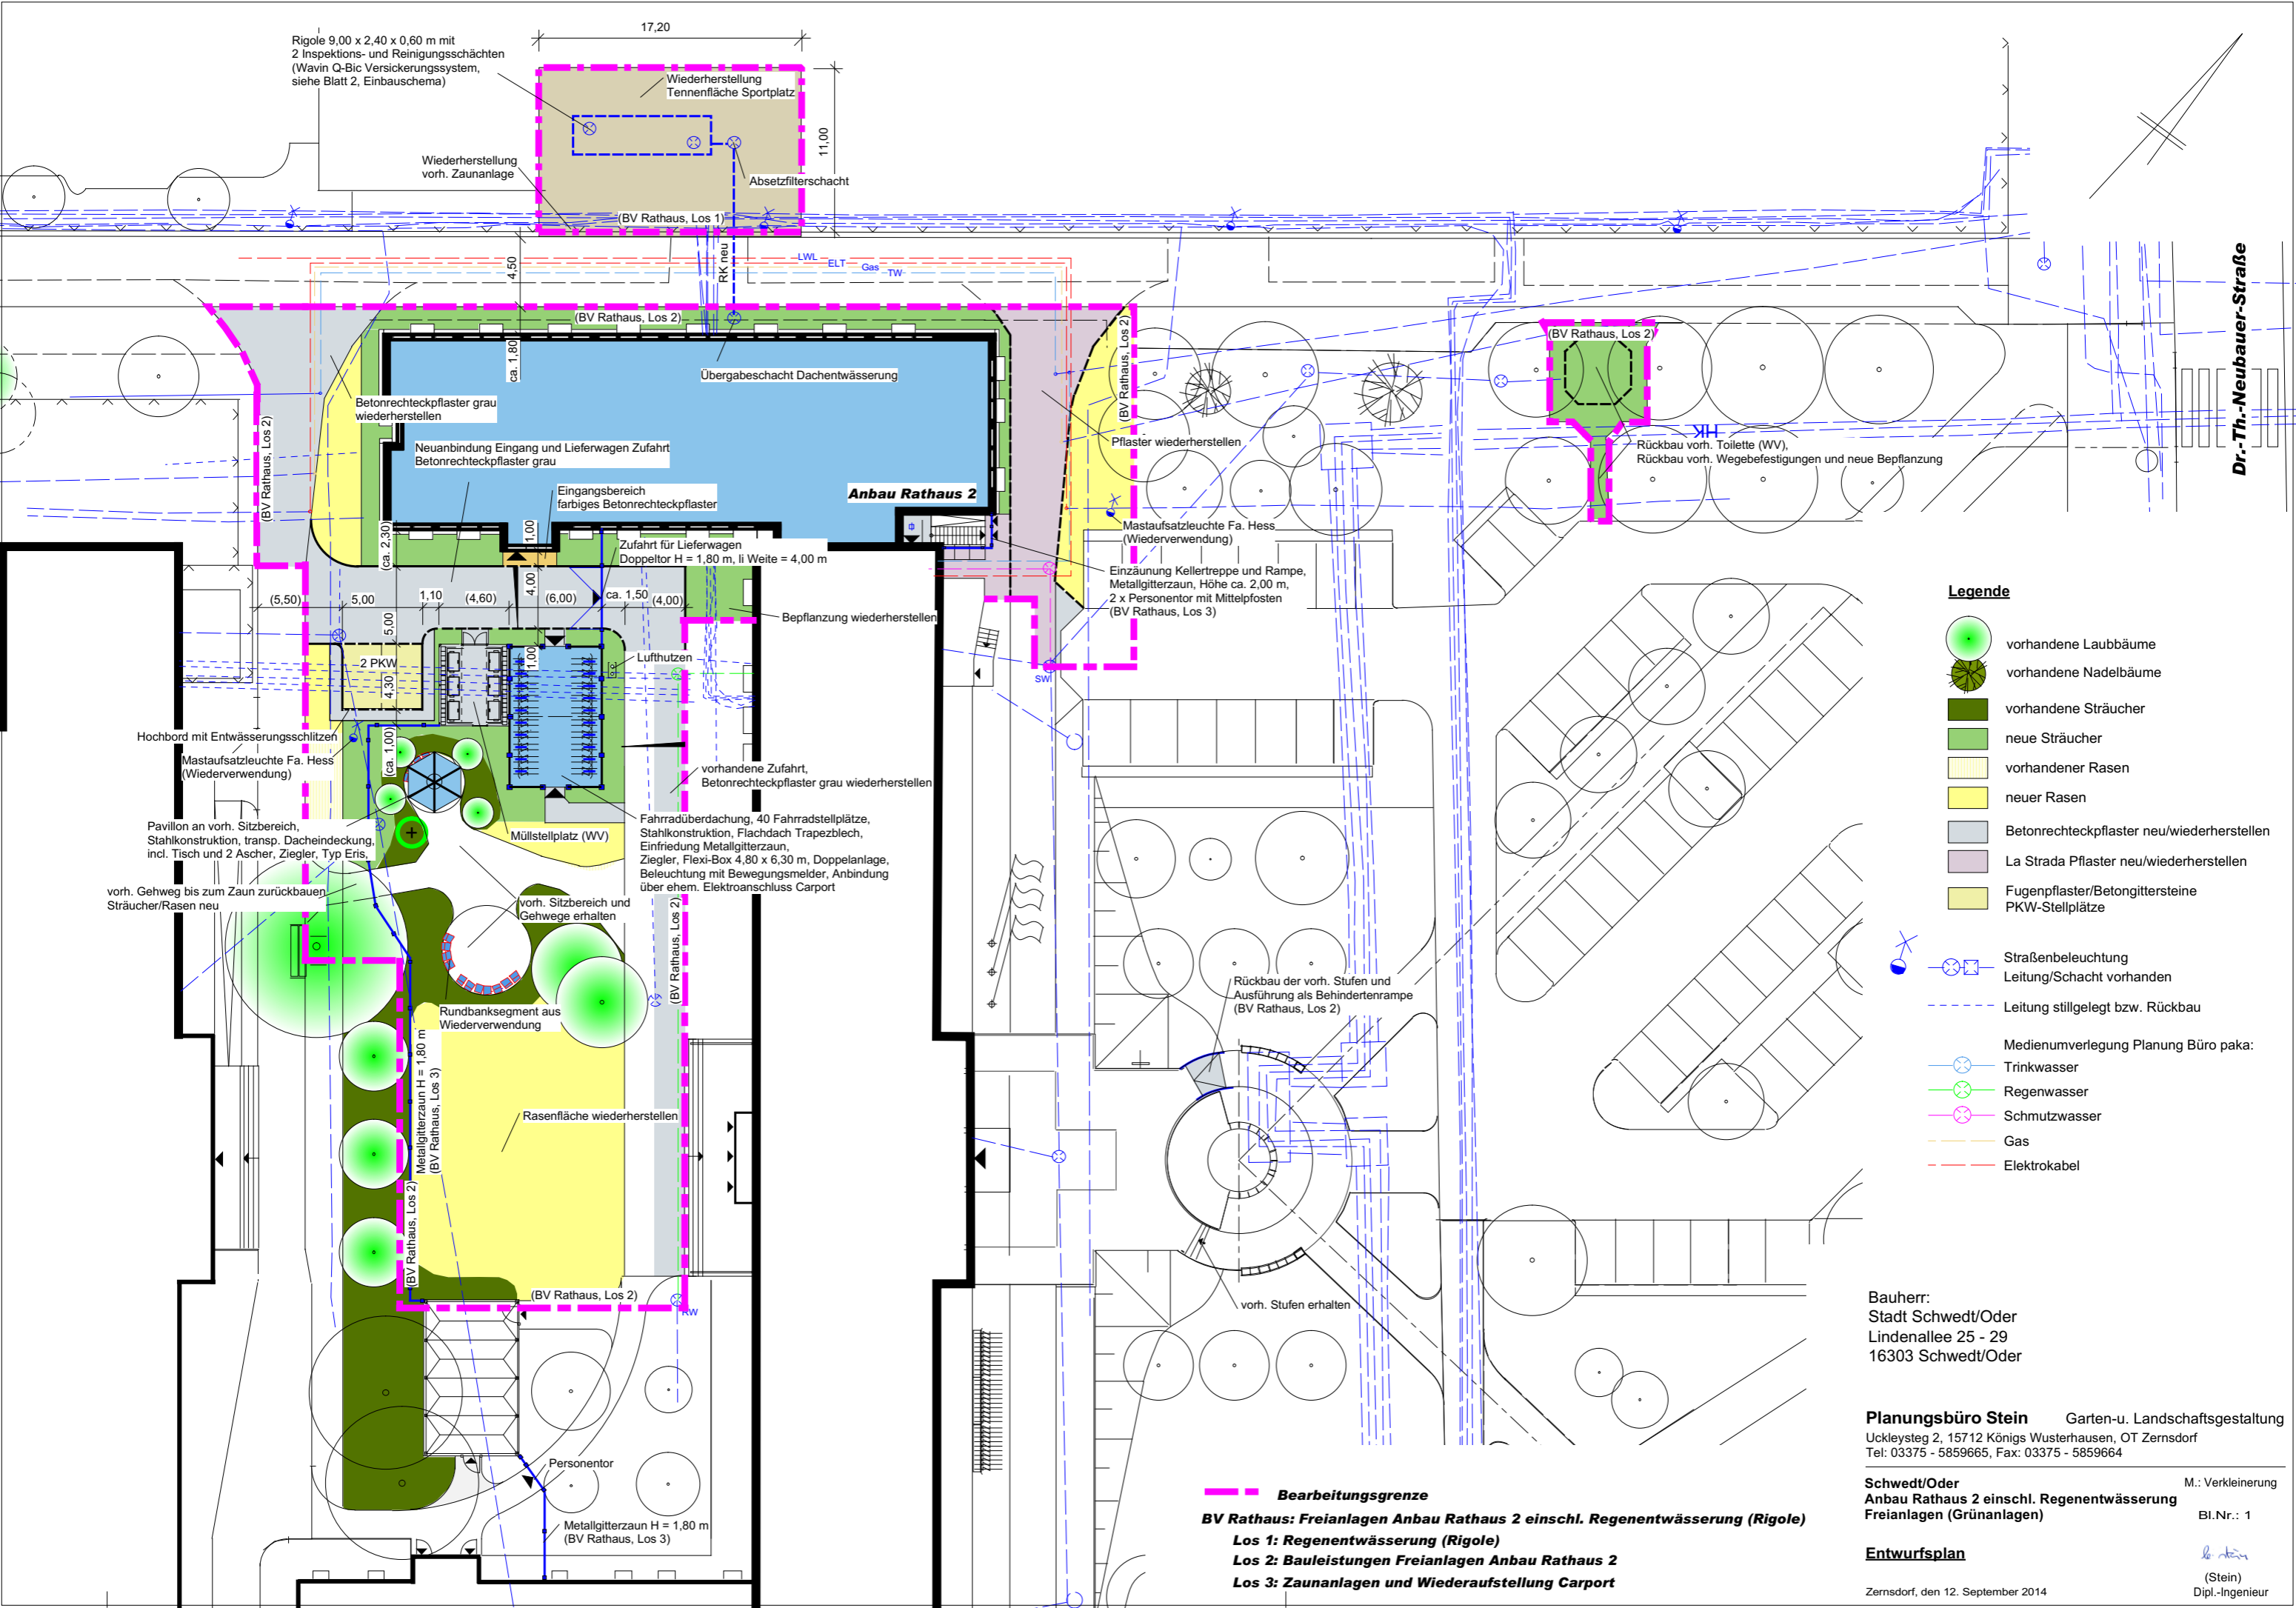 17,20
Rigole 9,00 x 2,40 x 0,60 m mit
2 Inspektions- und Reinigungsschächten
(Wavin Q-Bic Versickerungssystem,
siehe Blatt 2, Einbauschema)
Wiederherstellung
Tennenfläche Sportplatz
11,00
Wiederherstellung
vorh. Zaunanlage
Absetzfilterschacht
(BV Rathaus, Los 1)
4,50
RK neu
LWL
ELT
Gas
TW
Dr.-Th-Neubauer-Straße
(BV Rathaus, Los 2)
(BV Rathaus, Los 2)
(BV Rathaus, Los 2)
ca. 1,80
Übergabeschacht Dachentwässerung
Betonrechteckpflaster grau
wiederherstellen
(BV Rathaus, Los 2)
Neuanbindung Eingang und Lieferwagen Zufahrt
Betonrechteckpflaster grau
Pflaster wiederherstellen
HK
Rückbau vorh. Toilette (WV),
Rückbau vorh. Wegebefestigungen und neue Bepflanzung
Eingangsbereich
farbiges Betonrechteckpflaster
Anbau Rathaus 2
(ca. 2,30)
1,00
Mastaufsatzleuchte Fa. Hess
(Wiederverwendung)
Zufahrt für Lieferwagen
Doppeltor H = 1,80 m, li Weite = 4,00 m
4,00
Einzäunung Kellertreppe und Rampe,
Metallgitterzaun, Höhe ca. 2,00 m,
2 x Personentor mit Mittelpfosten
(BV Rathaus, Los 3)
(5,50)
5,00
1,10
(4,60)
(6,00)
ca. 1,50
(4,00)
5,00
Bepflanzung wiederherstellen
2 PKW
1,00
Lufthutzen
4,30
SW
Hochbord mit Entwässerungsschlitzen
(ca. 1,00)
Mastaufsatzleuchte Fa. Hess
(Wiederverwendung)
vorhandene Zufahrt,
Betonrechteckpflaster grau wiederherstellen
Pavillon an vorh. Sitzbereich,
Stahlkonstruktion, transp. Dacheindeckung,
incl. Tisch und 2 Ascher, Ziegler, Typ Eris,
Müllstellplatz (WV)
Fahrradüberdachung, 40 Fahrradstellplätze,
Stahlkonstruktion, Flachdach Trapezblech,
Einfriedung Metallgitterzaun,
Ziegler, Flexi-Box 4,80 x 6,30 m, Doppelanlage,
Beleuchtung mit Bewegungsmelder, Anbindung
über ehem. Elektroanschluss Carport
vorh. Gehweg bis zum Zaun zurückbauen
Sträucher/Rasen neu
vorh. Sitzbereich und
Gehwege erhalten
(BV Rathaus, Los 2)
Rundbanksegment aus
Wiederverwendung
Rückbau der vorh. Stufen und
Ausführung als Behindertenrampe
(BV Rathaus, Los 2)
Metallgitterzaun H = 1,80 m
(BV Rathaus, Los 3)
Rasenfläche wiederherstellen
(BV Rathaus, Los 2)
(BV Rathaus, Los 2)
RW
vorh. Stufen erhalten
Personentor
Metallgitterzaun H = 1,80 m
(BV Rathaus, Los 3)
Legende
vorhandene Laubbäume
vorhandene Nadelbäume
vorhandene Sträucher
neue Sträucher
vorhandener Rasen
neuer Rasen
Betonrechteckpflaster neu/wiederherstellen
La Strada Pflaster neu/wiederherstellen
Fugenpflaster/Betongittersteine
PKW-Stellplätze
Straßenbeleuchtung
Leitung/Schacht vorhanden
Leitung stillgelegt bzw. Rückbau
Medienumverlegung Planung Büro paka:
Trinkwasser
Regenwasser
Schmutzwasser
Gas
Elektrokabel
Bauherr:
Stadt Schwedt/Oder
Lindenallee 25 - 29
16303 Schwedt/Oder
Planungsbüro Stein Garten-u. Landschaftsgestaltung
Uckleysteg 2, 15712 Königs Wusterhausen, OT Zernsdorf
Tel: 03375 - 5859665, Fax: 03375 - 5859664
Schwedt/Oder M.: Verkleinerung
Anbau Rathaus 2 einschl. Regenentwässerung
Freianlagen (Grünanlagen) Bl.Nr.: 1
Entwurfsplan
(Stein)
Zernsdorf, den 12. September 2014 Dipl.-Ingenieur
Bearbeitungsgrenze
BV Rathaus: Freianlagen Anbau Rathaus 2 einschl. Regenentwässerung (Rigole)
Los 1: Regenentwässerung (Rigole)
Los 2: Bauleistungen Freianlagen Anbau Rathaus 2
Los 3: Zaunanlagen und Wiederaufstellung Carport